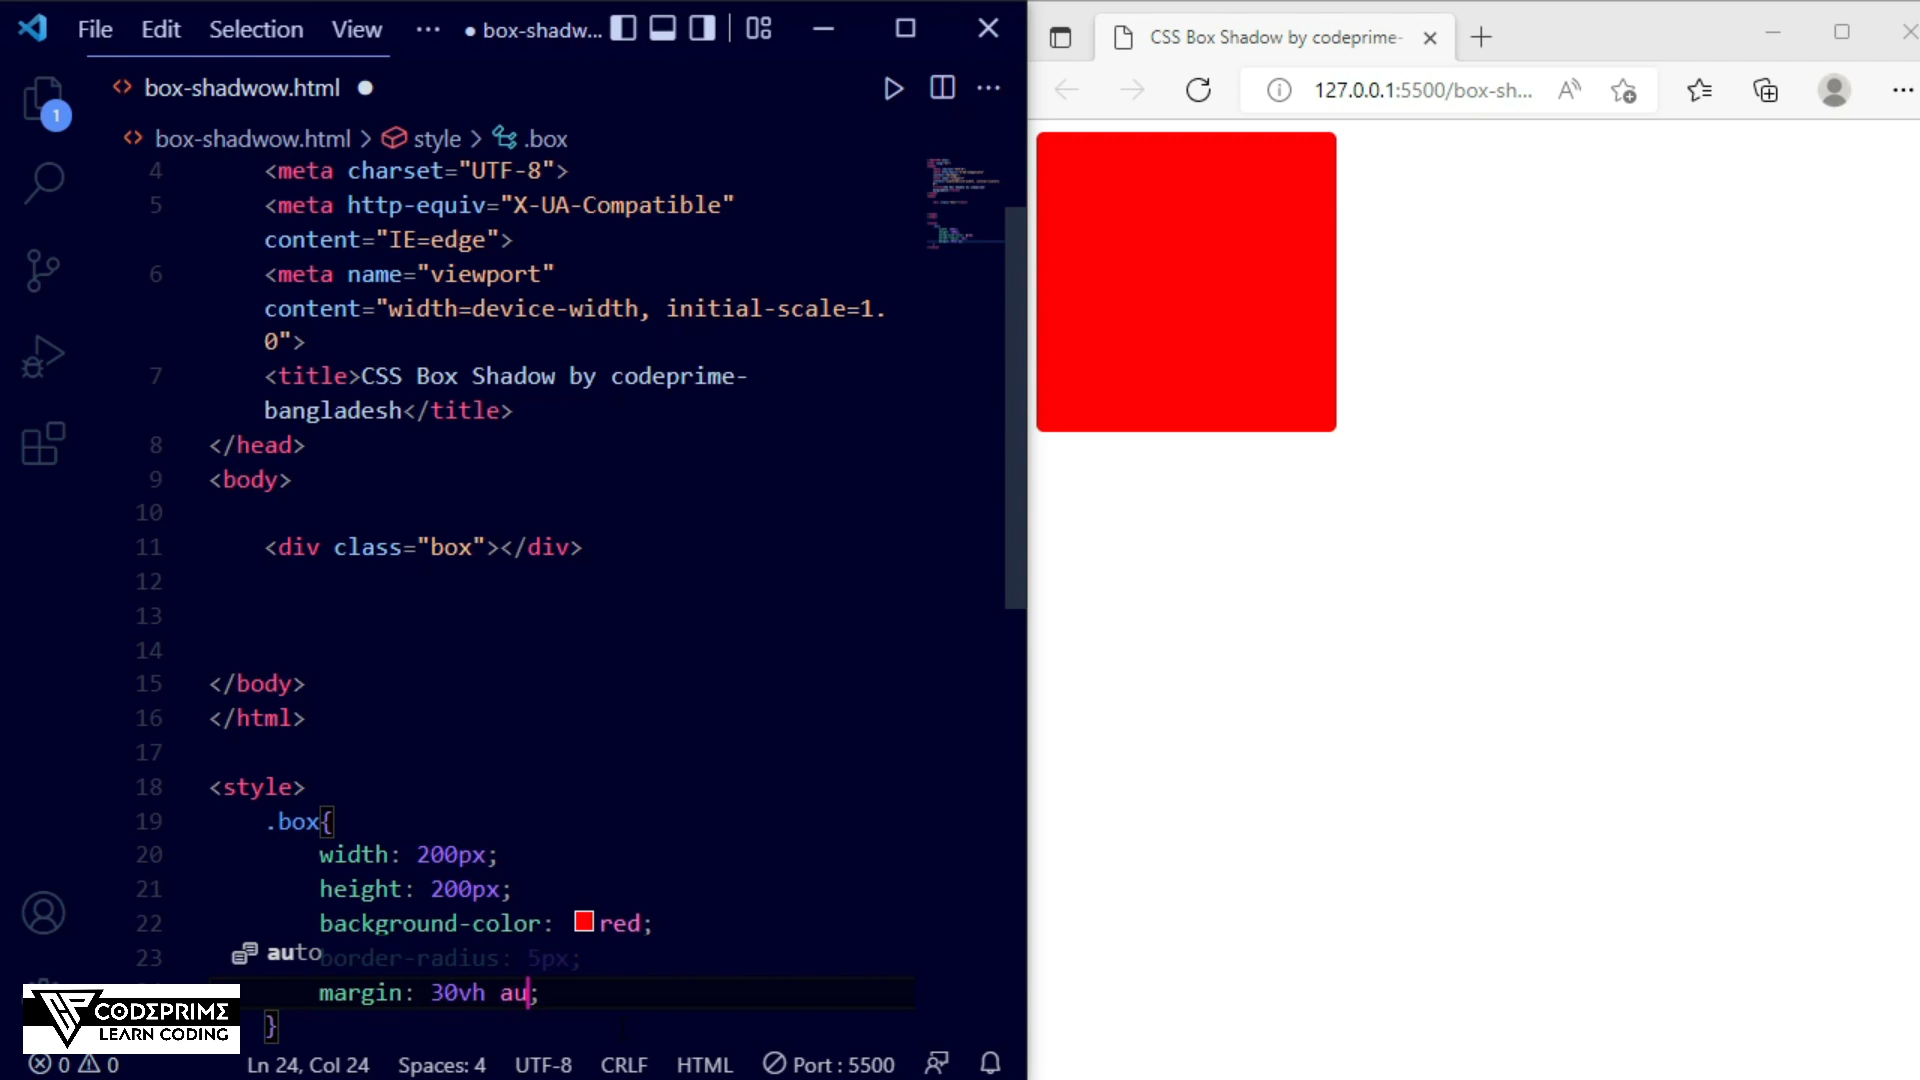 File Edit Selection View ··· ● box-shadw...
box-shadwow.html
box-shadwow.html > style > .box
4 <meta charset="UTF-8">
5 <meta http-equiv="X-UA-Compatible"
content="IE=edge">
6 <meta name="viewport"
content="width=device-width, initial-scale=1.
0">
7 <title>CSS Box Shadow by codeprime-
bangladesh</title>
8 </head>
9 <body>
10
11 <div class="box"></div>
12
13
14
15 </body>
16 </html>
17
18 <style>
19 .box{
20 width: 200px;
21 height: 200px;
22 background-color: red;
auto
23 border-radius: 5px;
margin: 30vh au;
}
1
CODEPRIME
LEARN CODING
0 0 Ln 24, Col 24 Spaces: 4 UTF-8 CRLF HTML Port : 5500
CSS Box Shadow by codeprime-
127.0.0.1:5500/box-sh...